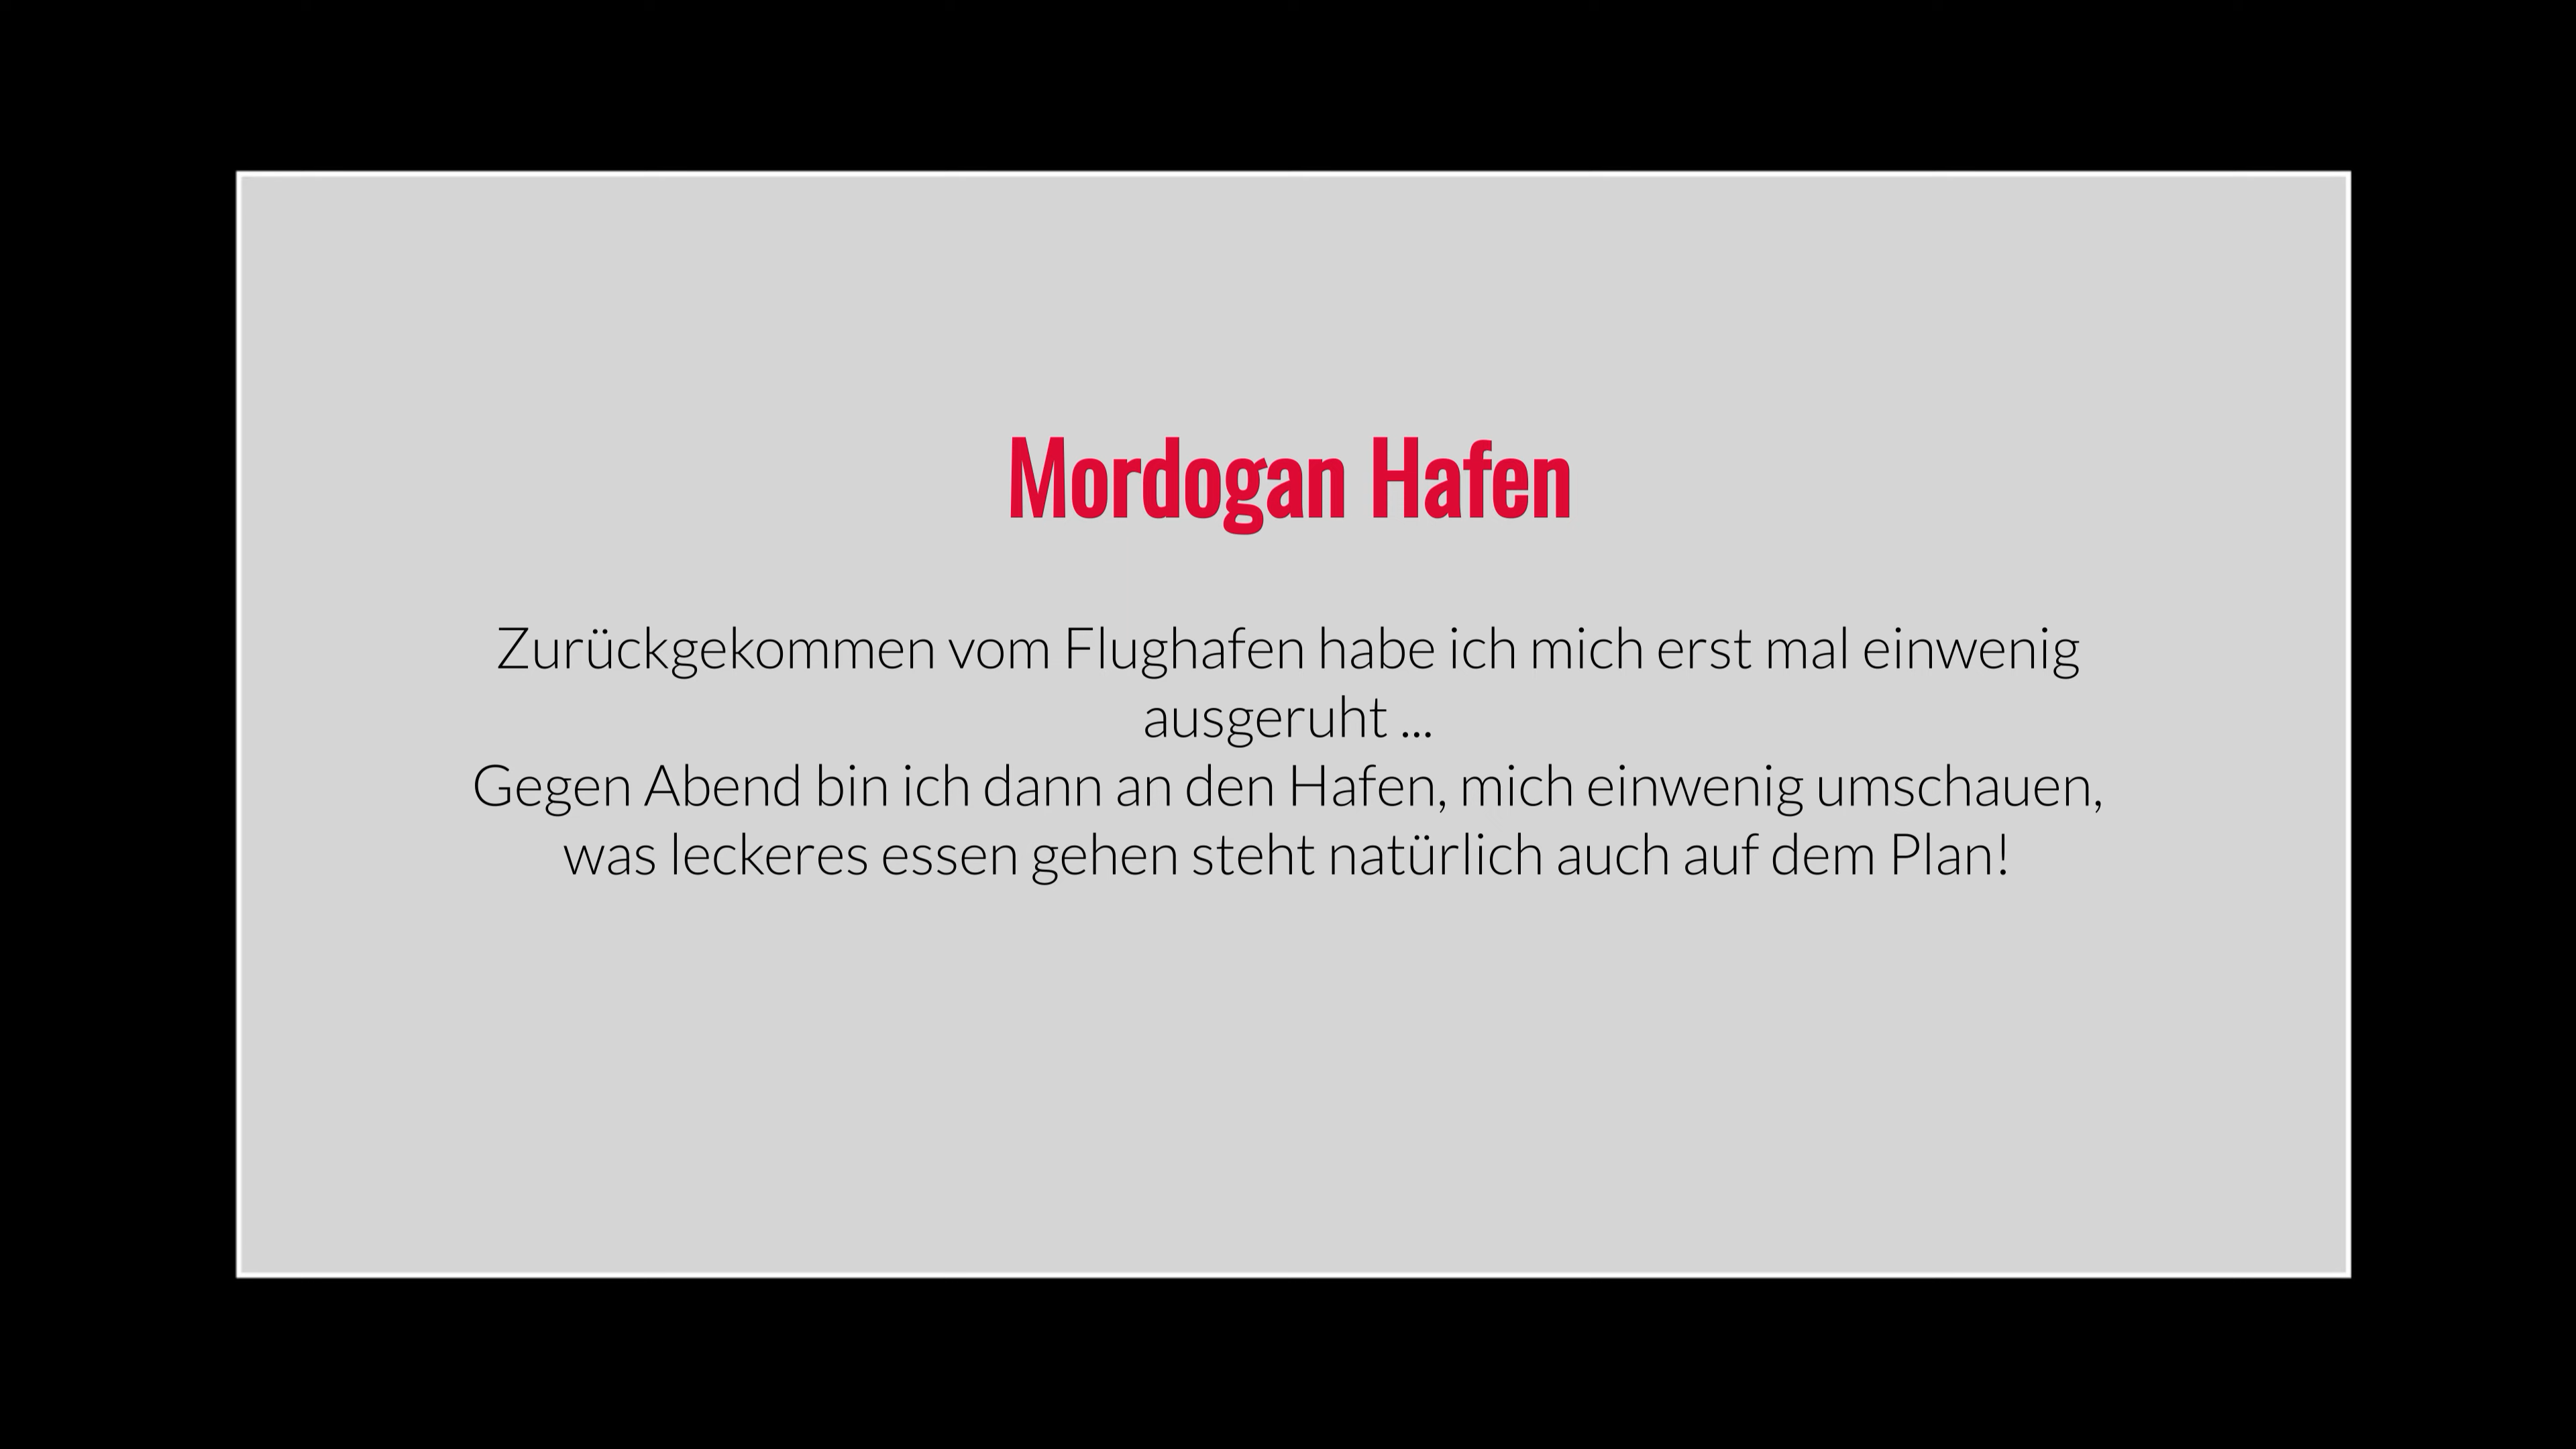 Mordogan Hafen
Zurückgekommen vom Flughafen habe ich mich erst mal einwenig
ausgeruht ...
Gegen Abend bin ich dann an den Hafen, mich einwenig umschauen,
was leckeres essen gehen steht natürlich auch auf dem Plan!